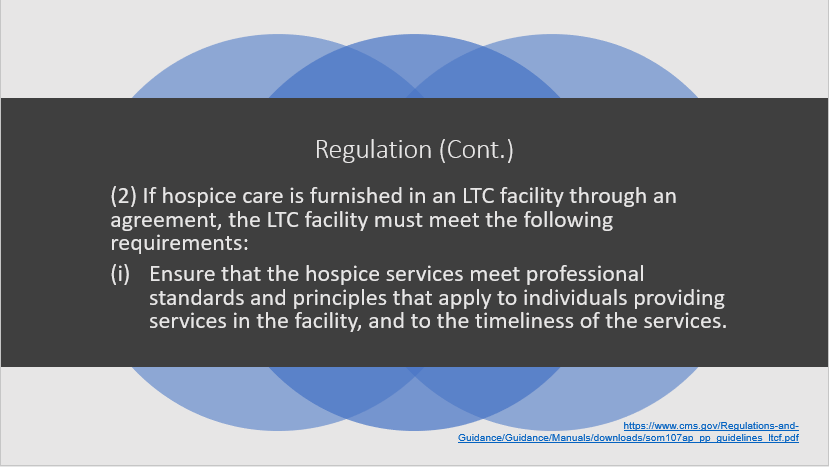 Regulation (Cont.)
(2) If hospice care is furnished in an LTC facility through an
agreement, the LTC facility must meet the following
requirements:
(i) Ensure that the hospice services meet professional
standards and principles that apply to individuals providing
services in the facility, and to the timeliness of the services.
https://www.cms.gov/Regulations-and-
Guidance/Guidance/Manuals/downloads/som107ap_pp_guidelines_ltcf.pdf